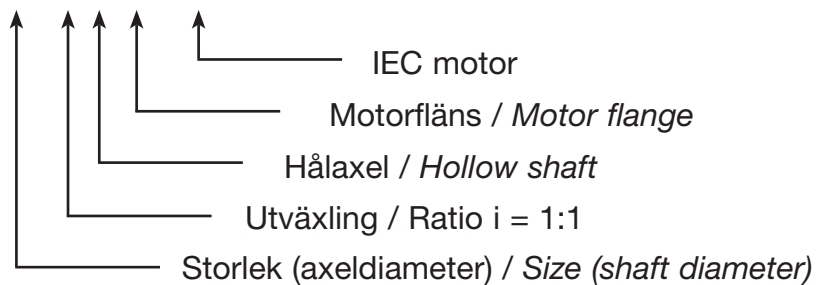 IEC motor
Motorfläns / Motor flange
Hålaxel / Hollow shaft
Utväxling / Ratio i = 1:1
Storlek (axeldiameter) / Size (shaft diameter)